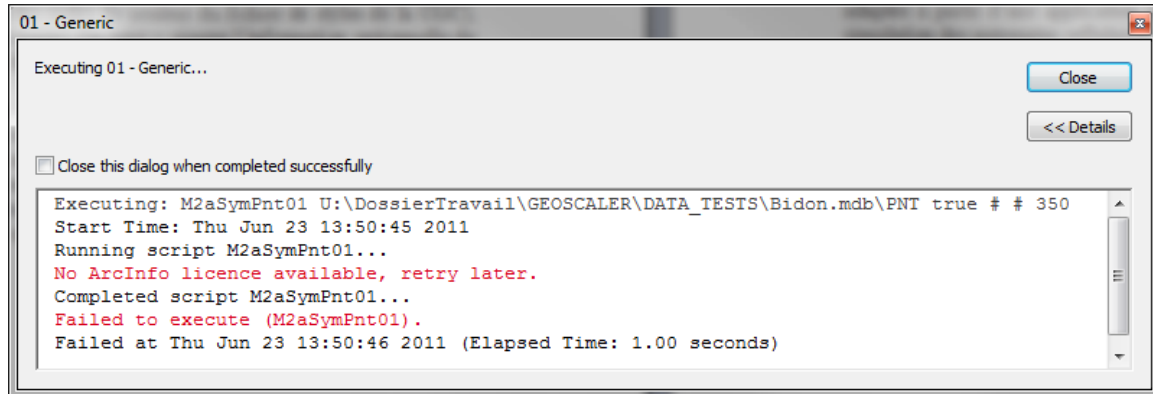 01 - Generic
Executing 01 - Generic...
Close
<< Details
Close this dialog when completed successfully
Executing: M2aSymPnt01 U:\DossierTravail\GEOSCALER\DATA_TESTS\Bidon.mdb\PNT true # # 350
Start Time: Thu Jun 23 13:50:45 2011
Running script M2aSymPnt01...
No ArcInfo licence available, retry later.
Completed script M2aSymPnt01...
Failed to execute (M2aSymPnt01).
Failed at Thu Jun 23 13:50:46 2011 (Elapsed Time: 1.00 seconds)